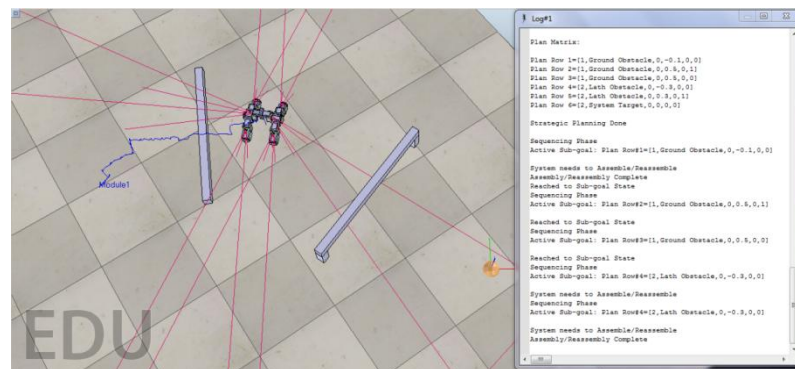 Module1
EDU
Log#1
Plan Matrix:
Plan Row 1=[1,Ground Obstacle,0,-0.1,0,0]
Plan Row 2=[1,Ground Obstacle,0,0.5,0,1]
Plan Row 3=[1,Ground Obstacle,0,0.5,0,0]
Plan Row 4=[2,Lath Obstacle,0,-0.3,0,0]
Plan Row 5=[2,Lath Obstacle,0,0.3,0,1]
Plan Row 6=[2,System Target,0,0,0,0]
Strategic Planning Done
Sequencing Phase
Active Sub-goal: Plan Row#1=[1,Ground Obstacle,0,-0.1,0,0]
System needs to Assemble/Reassemble
Assembly/Reassembly Complete
Reached to Sub-goal State
Sequencing Phase
Active Sub-goal: Plan Row#2=[1,Ground Obstacle,0,0.5,0,1]
Reached to Sub-goal State
Sequencing Phase
Active Sub-goal: Plan Row#3=[1,Ground Obstacle,0,0.5,0,0]
Reached to Sub-goal State
Sequencing Phase
Active Sub-goal: Plan Row#4=[2,Lath Obstacle,0,-0.3,0,0]
System needs to Assemble/Reassemble
Sequencing Phase
Active Sub-goal: Plan Row#4=[2,Lath Obstacle,0,-0.3,0,0]
System needs to Assemble/Reassemble
Assembly/Reassembly Complete